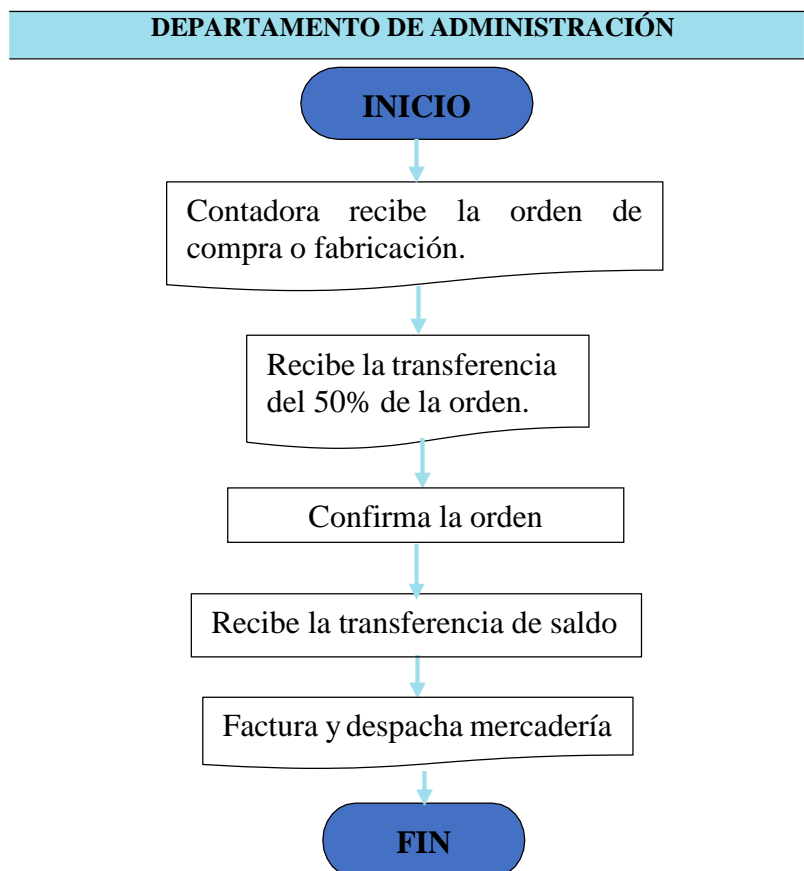 DEPARTAMENTO DE ADMINISTRACIÓN
INICIO
Contadora recibe la orden de
compra o fabricación.
Recibe la transferencia
del 50% de la orden.
Confirma la orden
Recibe la transferencia de saldo
Factura y despacha mercadería
FIN